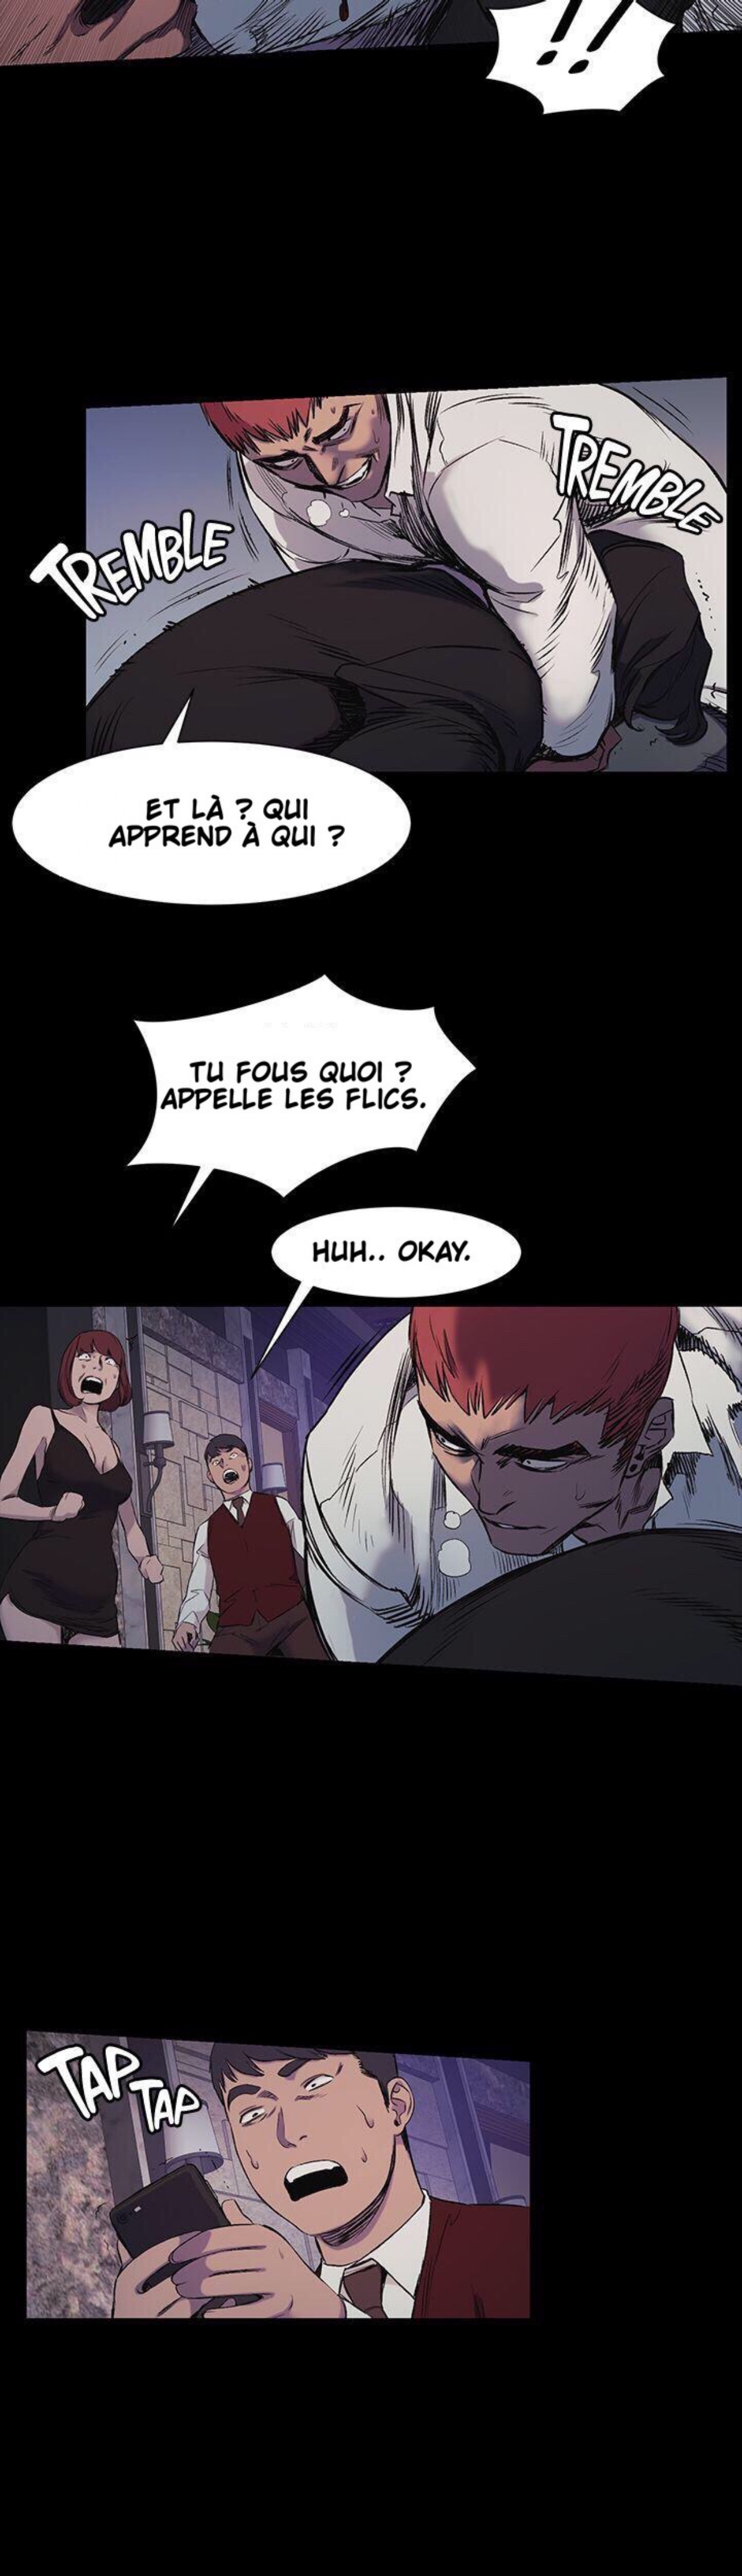 !!
TREMBLE
TREMBLE
ET LÀ ? QUI
APPREND À QUI ?
TU FOUS QUOI ?
APPELLE LES FLICS.
HUH.. OKAY.
TAP
TAP